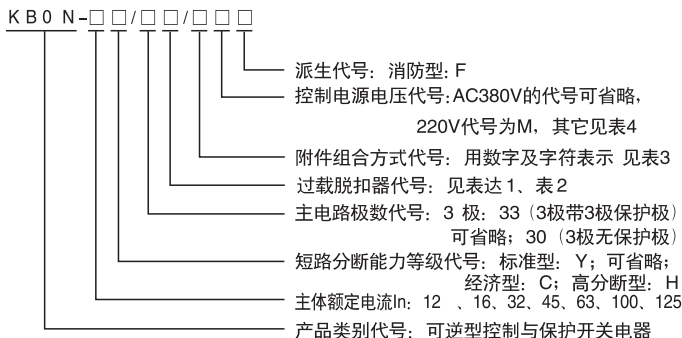 KB0 N-□□/□□/□□□
派生代号：消防型：F
控制电源电压代号:AC380V的代号可省略，
220V代号为M，其它见表4
附件组合方式代号：用数字及字符表示 见表3
过载脱扣器代号：见表达1、表2
主电路极数代号：3 极：33（3极带3极保护极）
可省略；30（3极无保护极）
短路分断能力等级代号：标准型：Y；可省略；
经济型：C；高分断型：H
主体额定电流In：12 、16、32、45、63、100、125
产品类别代号：可逆型控制与保护开关电器